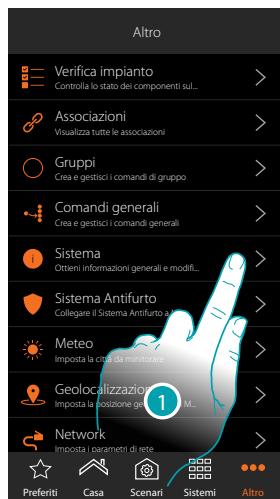 Altro
Verifica impianto
Controlla lo stato dei componenti sul...
Associazioni
Visualizza tutte le associazioni
Gruppi
Crea e gestisci i comandi di gruppo
Comandi generali
Crea e gestisci i comandi generali
Sistema
Ottieni informazioni generali e modifi...
Sistema Antifurto
Collegare il Sistema Antifurto a
Meteo
Imposta la città da monitorare
Geolocalizzazion
Imposta la posizione ge M...
1
Network
Imposta i parametri di rete
Preferiti Casa Scenari Sistemi Altro